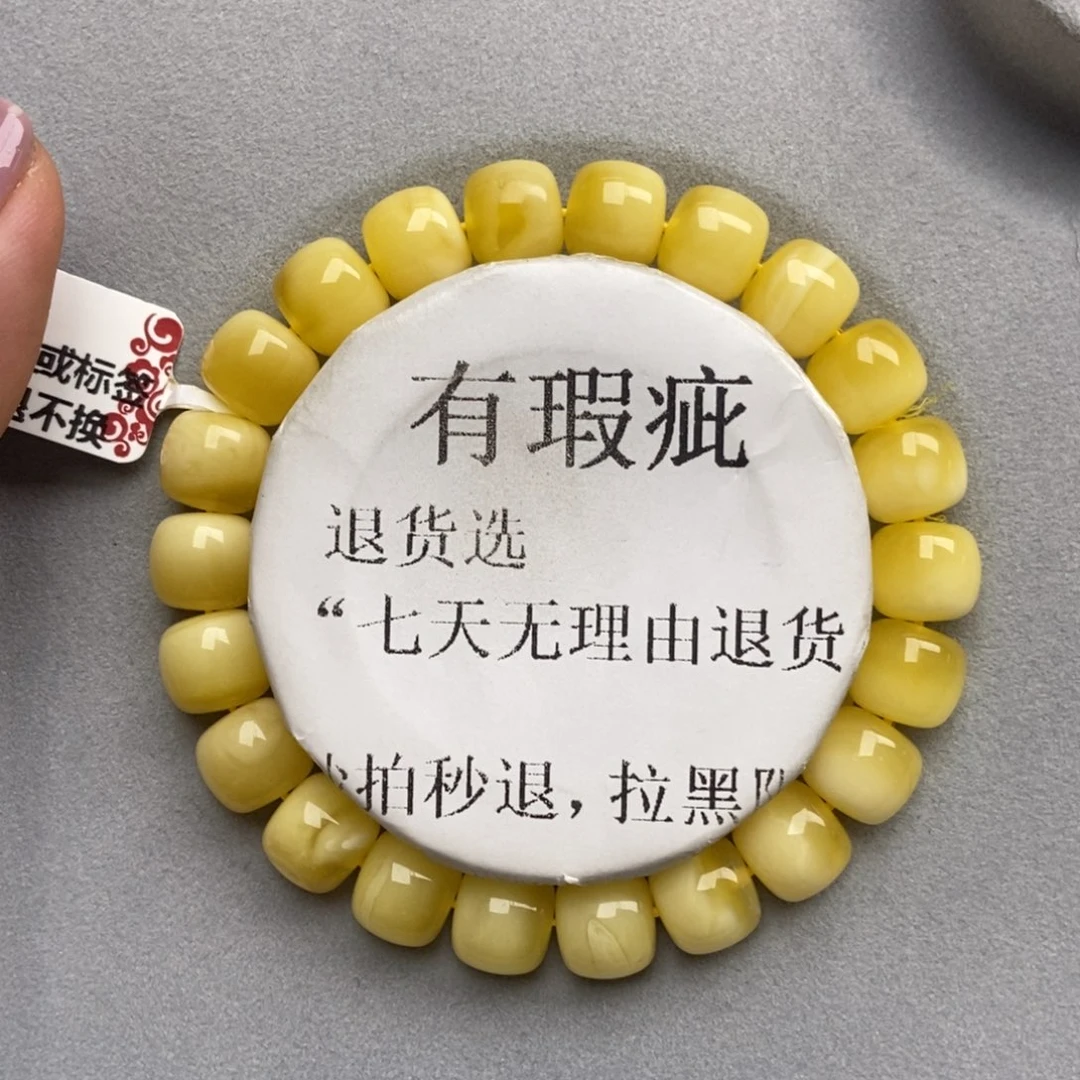 或标签
不换
有瑕疵
退货选
“七天无理由退货
拍秒退，拉黑